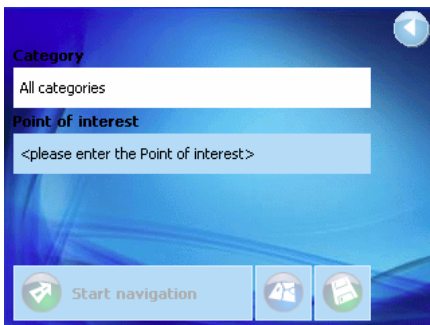 Category
All categories
Point of interest
<please enter the Point of interest>
Start navigation